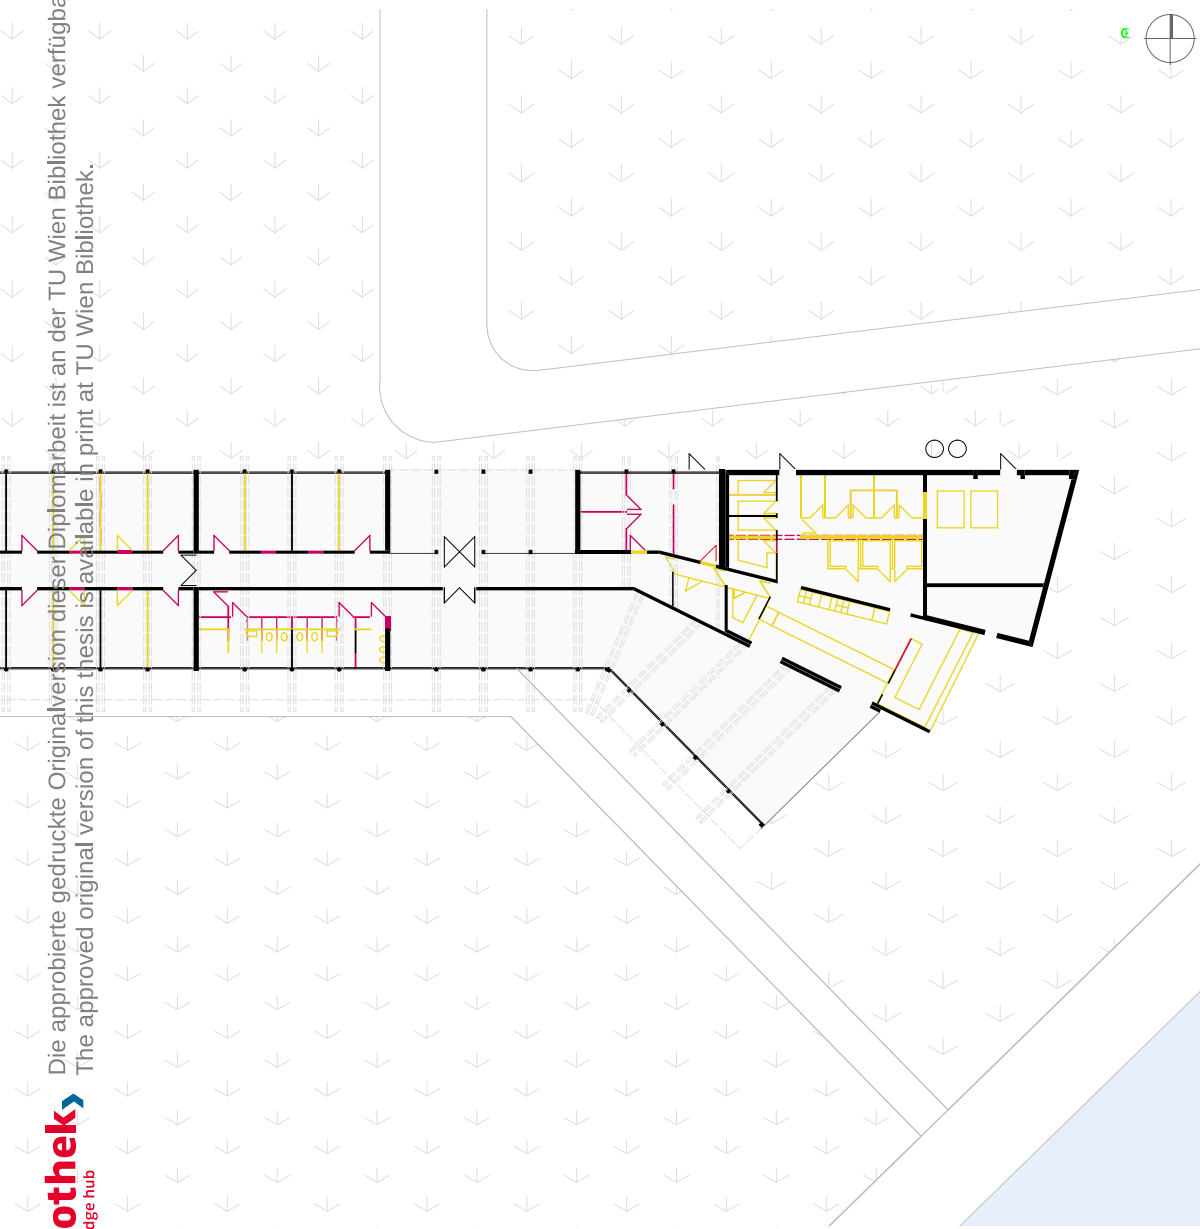 Die approbierte gedruckte Originalversion dieser Diplomarbeit ist an der TU Wien Bibliothek verfügba
The approved original version of this thesis is available in print at TU Wien Bibliothek.
othek
dge hub